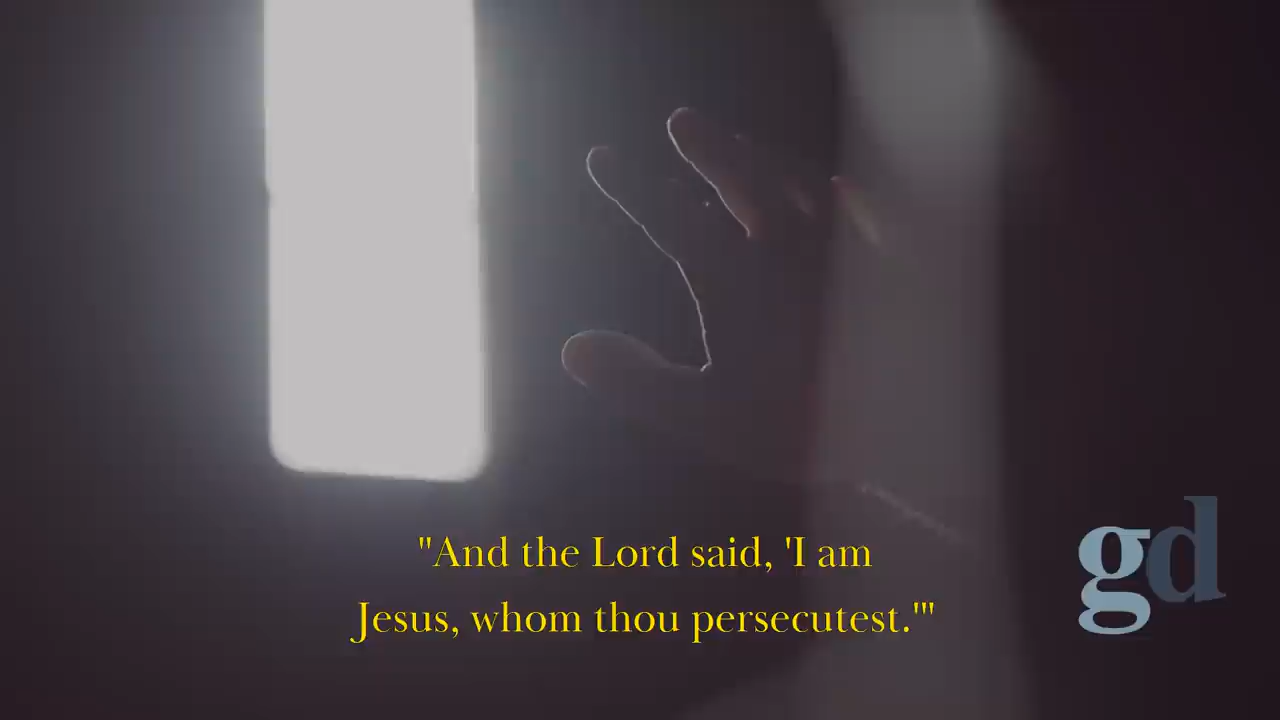 "And the Lord said, 'I am
Jesus, whom thou persecutest.'"
gd